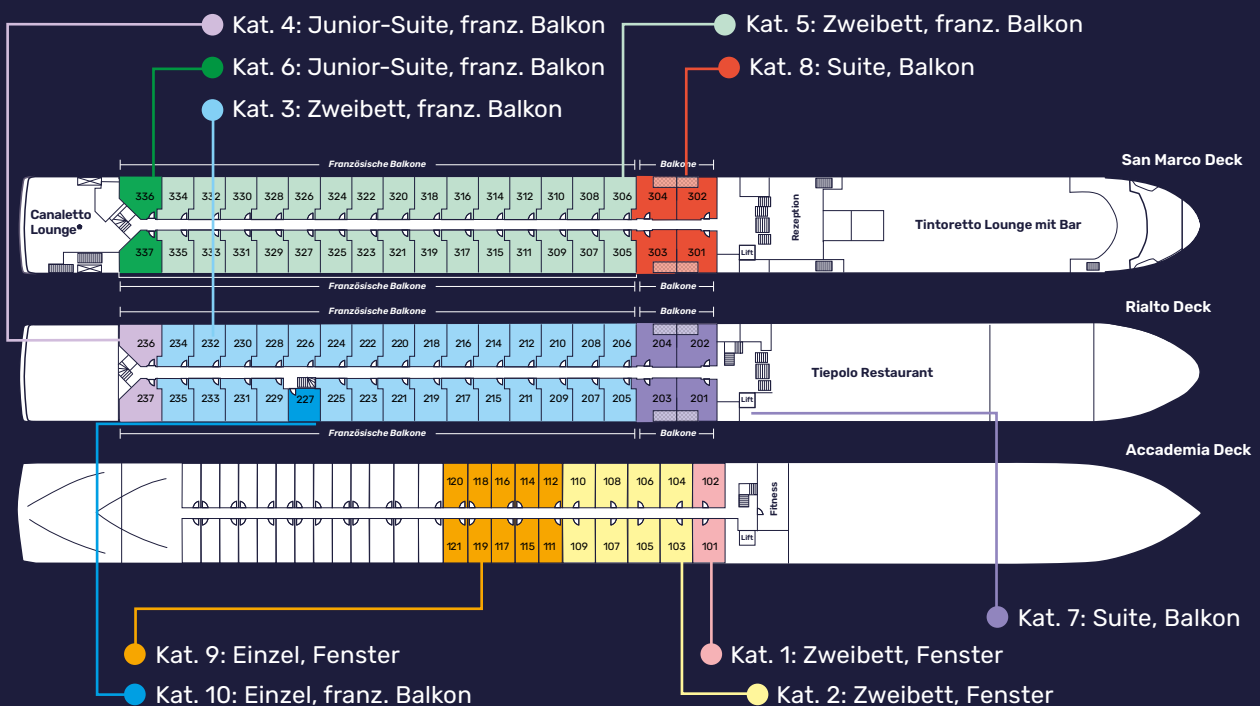 Kat. 4: Junior-Suite, franz. Balkon
Kat. 5: Zweibett, franz. Balkon
Kat. 6: Junior-Suite, franz. Balkon
Kat. 8: Suite, Balkon
Kat. 3: Zweibett, franz. Balkon
Französische Balkone
Balkone
San Marco Deck
336 334 332 330 328 326 324 322 320 318 316 314 312 310 308 306 304 302
Canaletto
Lounge
Rezeption
Tintoretto Lounge mit Bar
337 335 333 331 329 327 325 323 321 319 317 315 311 309 307 305 303 301
Lift
Französische Balkone
Balkone
Französische Balkone
Balkone
Rialto Deck
236 234 232 230 228 226 224 222 220 218 216 214 212 210 208 206 204 202
Tiepolo Restaurant
237 235 233 231 229 227 225 223 221 219 217 215 211 209 207 205 203 201
Lift
Französische Balkone
Balkone
Accademia Deck
120 118 116 114 112 110 108 106 104 102
Fitness
121 119 117 115 111 109 107 105 103 101
Lift
Kat. 7: Suite, Balkon
Kat. 9: Einzel, Fenster
Kat. 1: Zweibett, Fenster
Kat. 10: Einzel, franz. Balkon
Kat. 2: Zweibett, Fenster